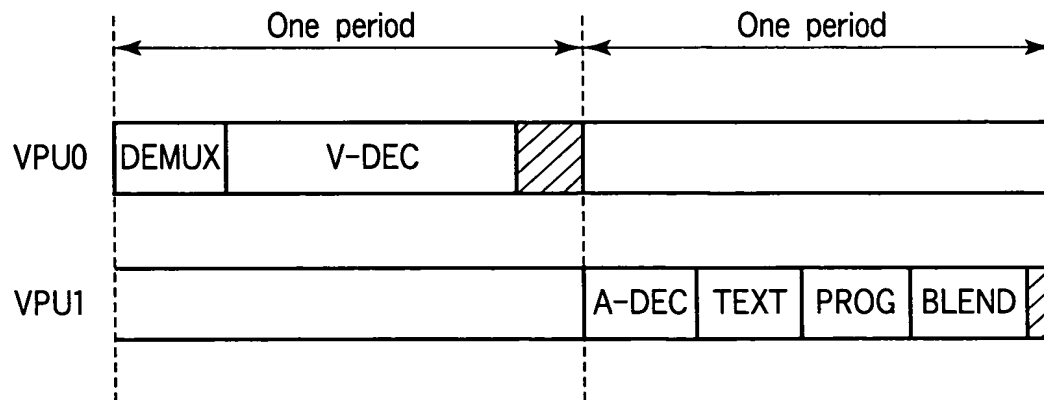 One period One period
VPU0 DEMUX V-DEC
VPU1 A-DEC TEXT PROG BLEND